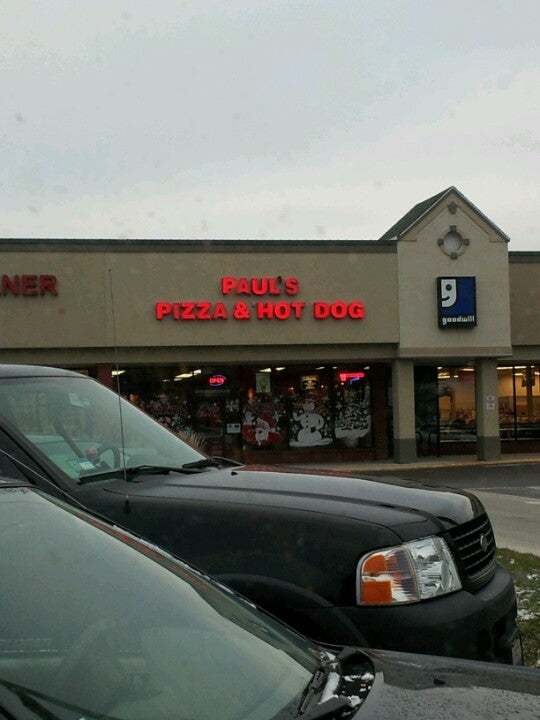 NER
PAUL'S
PIZZA & HOT DOG
g
goodwill
OPEN